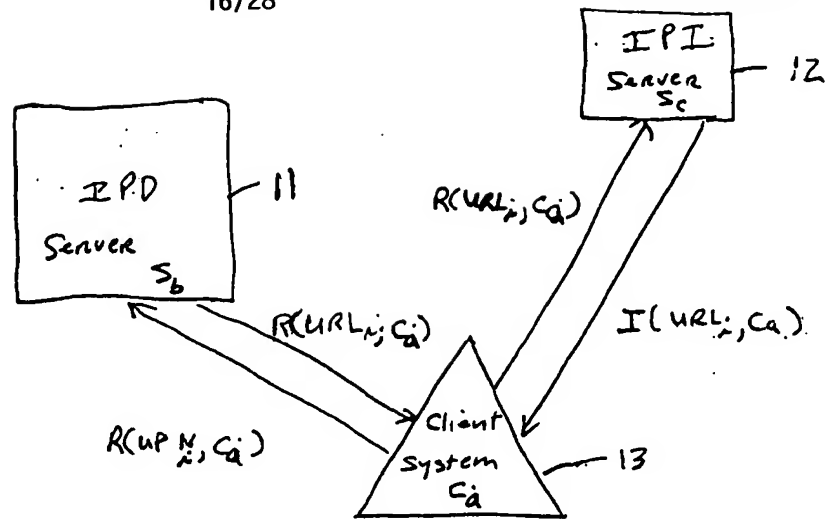 16/28
IPI
Server
Sc
12
IPD
Server
Sb
11
R(URLi, Ca)
R(URLi, Ca)
I(URLi, Ca)
R(UPNi, Ca)
Client
System
Ca
13